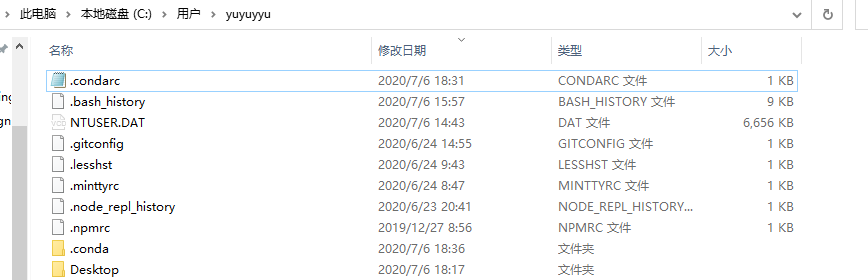 此电脑 > 本地磁盘 (C:) > 用户 > yuyuyyu
名称 修改日期 类型 大小
.condarc 2020/7/6 18:31 CONDARC 文件 1 KB
.bash_history 2020/7/6 15:57 BASH_HISTORY 文件 9 KB
NTUSER.DAT 2020/7/6 14:43 DAT 文件 6,656 KB
.gitconfig 2020/6/24 14:55 GITCONFIG 文件 1 KB
.lesshst 2020/6/24 9:43 LESSHST 文件 1 KB
.minttyrc 2020/6/24 8:47 MINTTYRC 文件 1 KB
.node_repl_history 2020/6/23 20:41 NODE_REPL_HISTORY... 1 KB
.npmrc 2019/12/27 8:56 NPMRC 文件 1 KB
.conda 2020/7/6 18:36 文件夹
Desktop 2020/7/6 18:17 文件夹